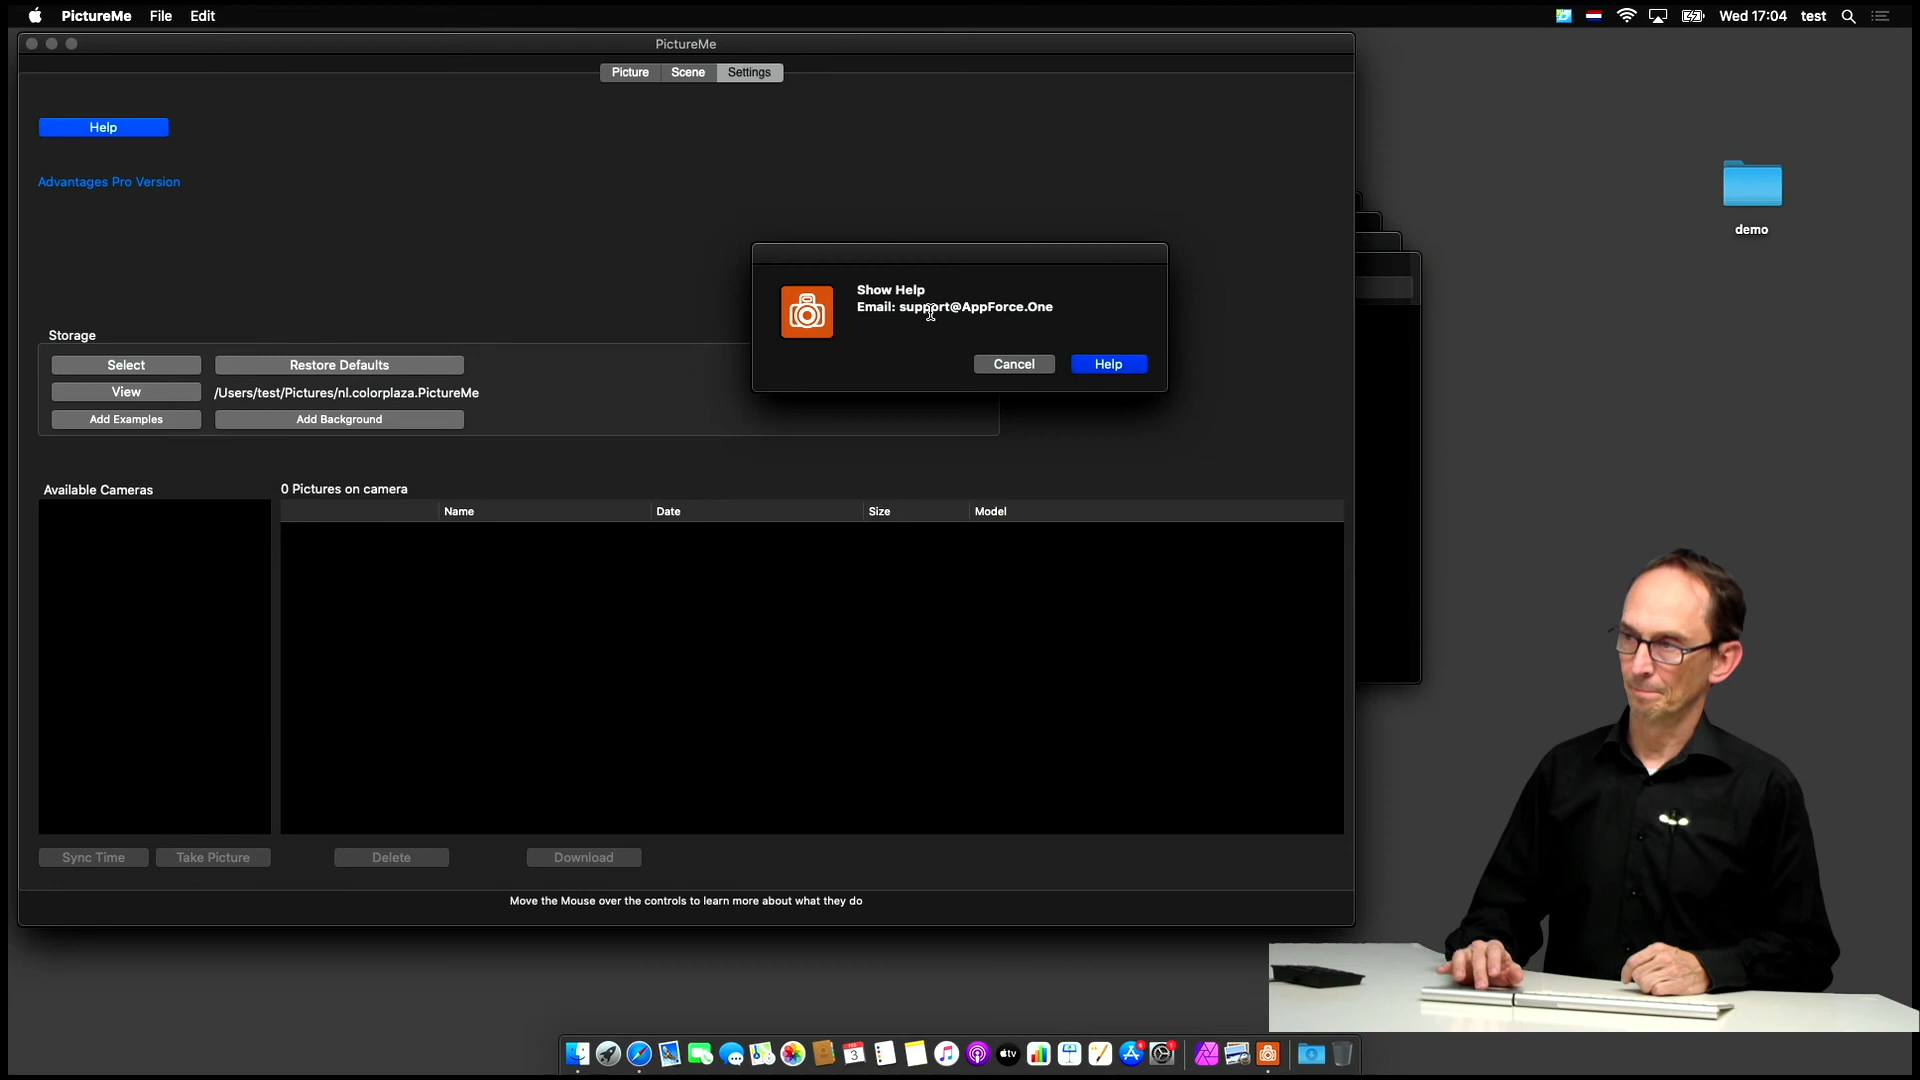 PictureMe File Edit Wed 17:04 test
PictureMe
Picture Scene Settings
Help
Advantages Pro Version
demo
Show Help
Email: support@AppForce.One
Cancel Help
Storage
Select Restore Defaults
View /Users/test/Pictures/nl.colorplaza.PictureMe
Add Examples Add Background
Available Cameras 0 Pictures on camera
Name Date Size Model
Sync Time Take Picture Delete Download
Move the Mouse over the controls to learn more about what they do
3
tv